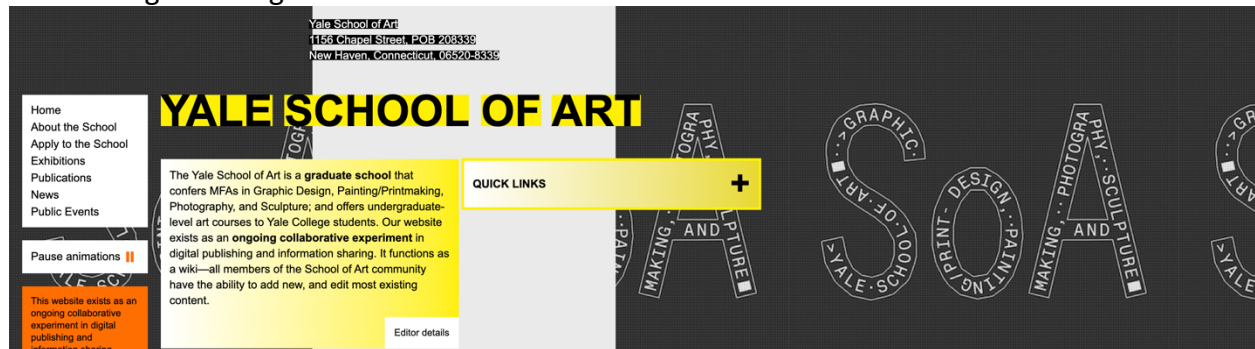 Yale School of Art
1156 Chapel Street, POB 208339
New Haven, Connecticut, 06520-8339
YALE SCHOOL OF ART
Home
About the School
Apply to the School
Exhibitions
Publications
News
Public Events
Pause animations
This website exists as an
ongoing collaborative
experiment in digital
publishing and
The Yale School of Art is a graduate school that
confers MFAs in Graphic Design, Painting/Printmaking,
Photography, and Sculpture; and offers undergraduate-
level art courses to Yale College students. Our website
exists as an ongoing collaborative experiment in
digital publishing and information sharing. It functions as
a wiki—all members of the School of Art community
have the ability to add new, and edit most existing
content.
Editor details
QUICK LINKS
+
>YALE·SCHOOL·OF·ART■··>GRAPHIC·
DESIGN,··PAINTING/PRINT-
MAKING,··PHOTOGRAPHY,··SCULPTURE■
AND